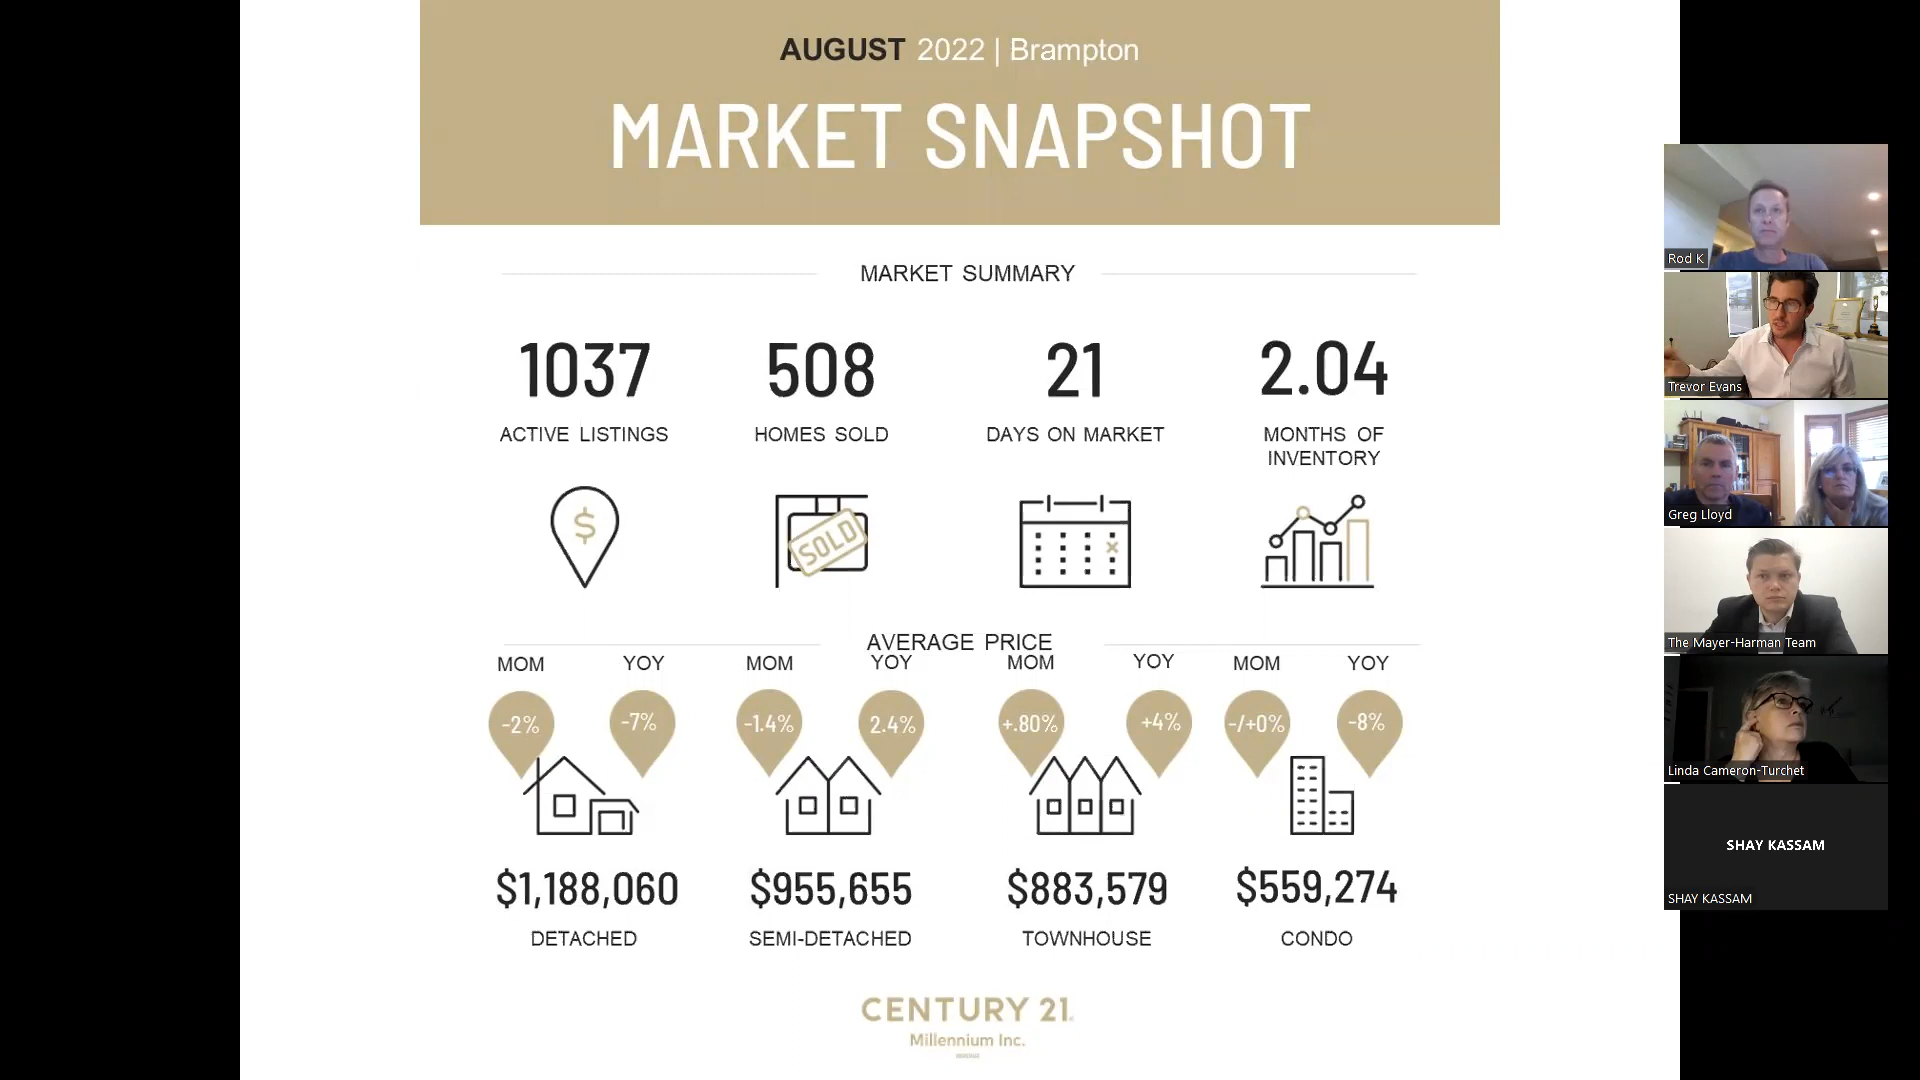 AUGUST 2022 | Brampton
MARKET SNAPSHOT
MARKET SUMMARY
1037
508
21
2.04
ACTIVE LISTINGS
HOMES SOLD
DAYS ON MARKET
MONTHS OF
INVENTORY
$
SOLD
AVERAGE PRICE
MOM YOY MOM YOY MOM YOY MOM YOY
-2% -7% -1.4% 2.4% +.80% +4% -/+0% -8%
$1,188,060
$955,655
$883,579
$559,274
DETACHED
SEMI-DETACHED
TOWNHOUSE
CONDO
CENTURY 21
Millennium Inc.
Rod K
Trevor Evans
Greg Lloyd
The Mayer-Harman Team
Linda Cameron-Turchet
SHAY KASSAM
SHAY KASSAM